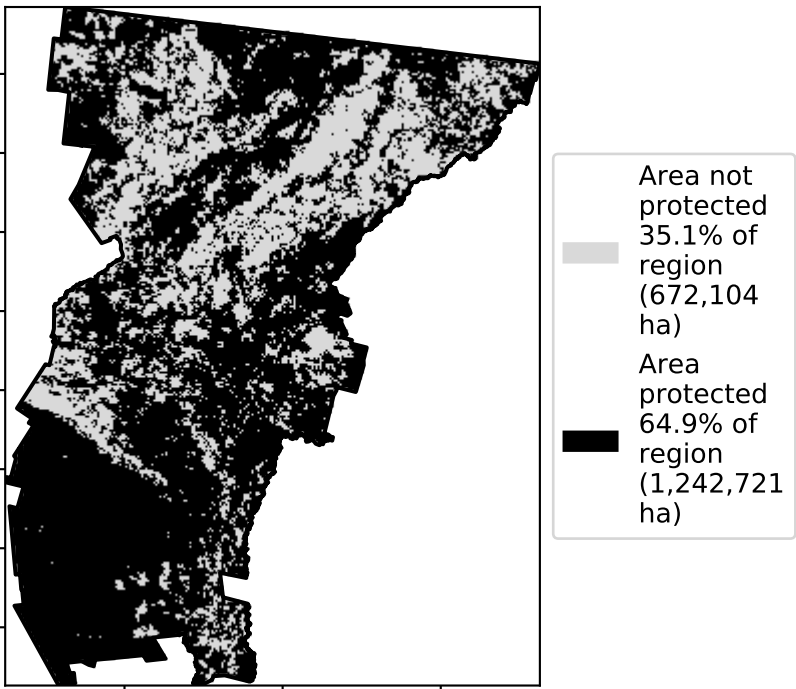 Area not
protected
35.1% of
region
(672,104
ha)
Area
protected
64.9% of
region
(1,242,721
ha)